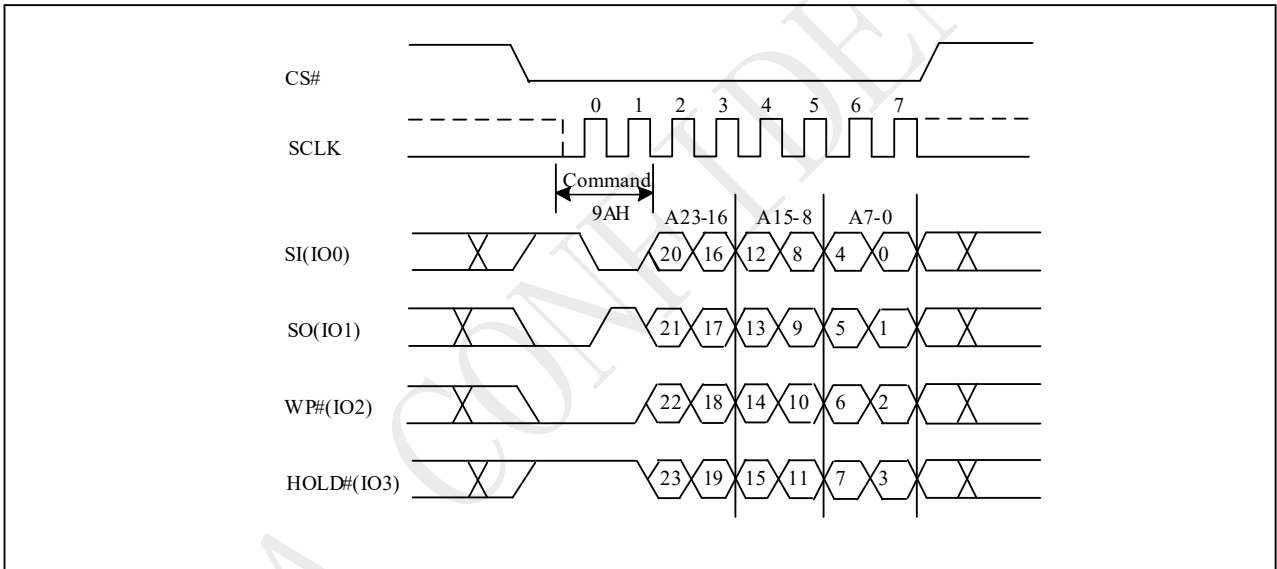 CS#
0 1 2 3 4 5 6 7
SCLK
Command
9AH
A23-16 A15-8 A7-0
SI(IO0) 20 16 12 8 4 0
SO(IO1) 21 17 13 9 5 1
WP#(IO2) 22 18 14 10 6 2
HOLD#(IO3) 23 19 15 11 7 3